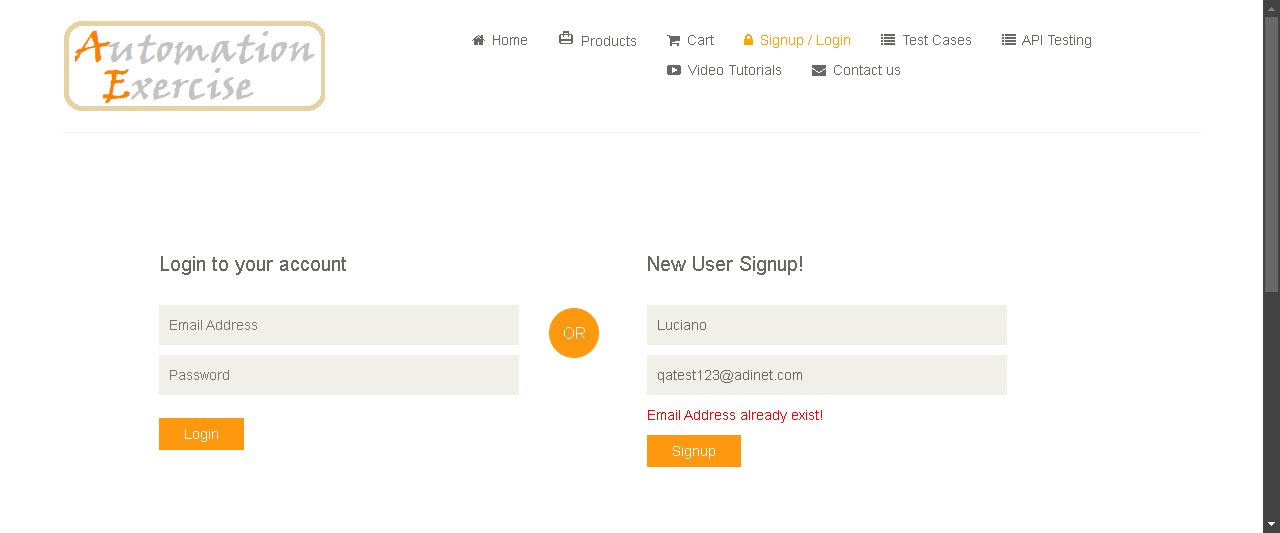 Automation
Exercise
Home Products Cart Signup / Login Test Cases API Testing
Video Tutorials Contact us
Login to your account
Email Address
Password
Login
OR
New User Signup!
Luciano
qatest123@adinet.com
Email Address already exist!
Signup